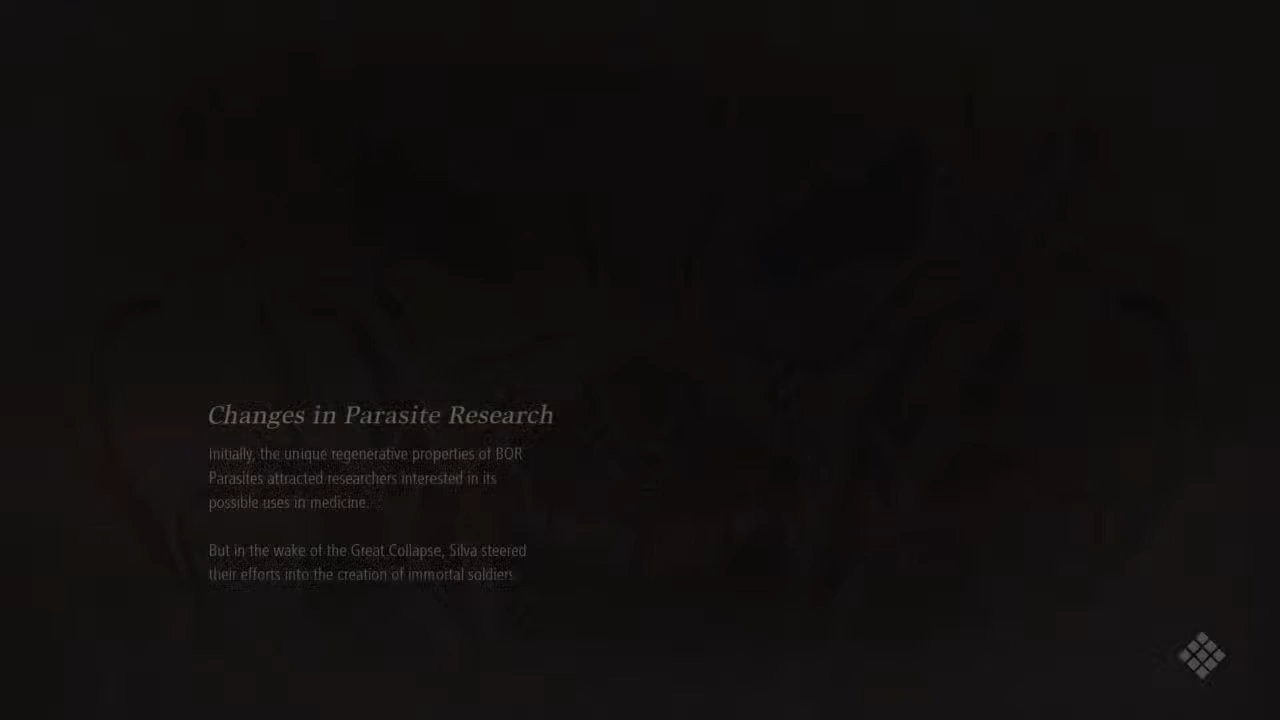 Changes in Parasite Research
Initially, the unique regenerative properties of BOR
Parasites attracted researchers interested in its
possible uses in medicine.
But in the wake of the Great Collapse, Silva steered
their efforts into the creation of immortal soldiers.